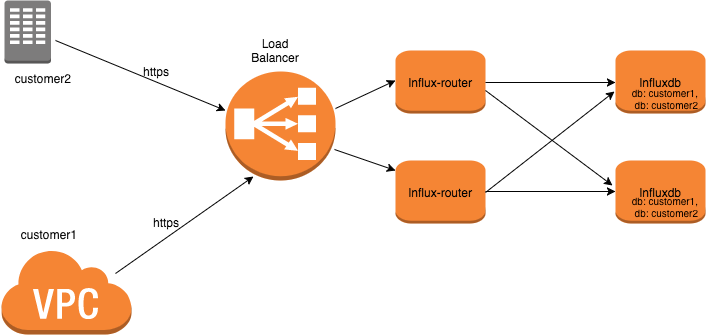 customer2
https
Load
Balancer
Influx-router
Influxdb
db: customer1,
db: customer2
Influx-router
Influxdb
db: customer1,
db: customer2
https
customer1
VPC